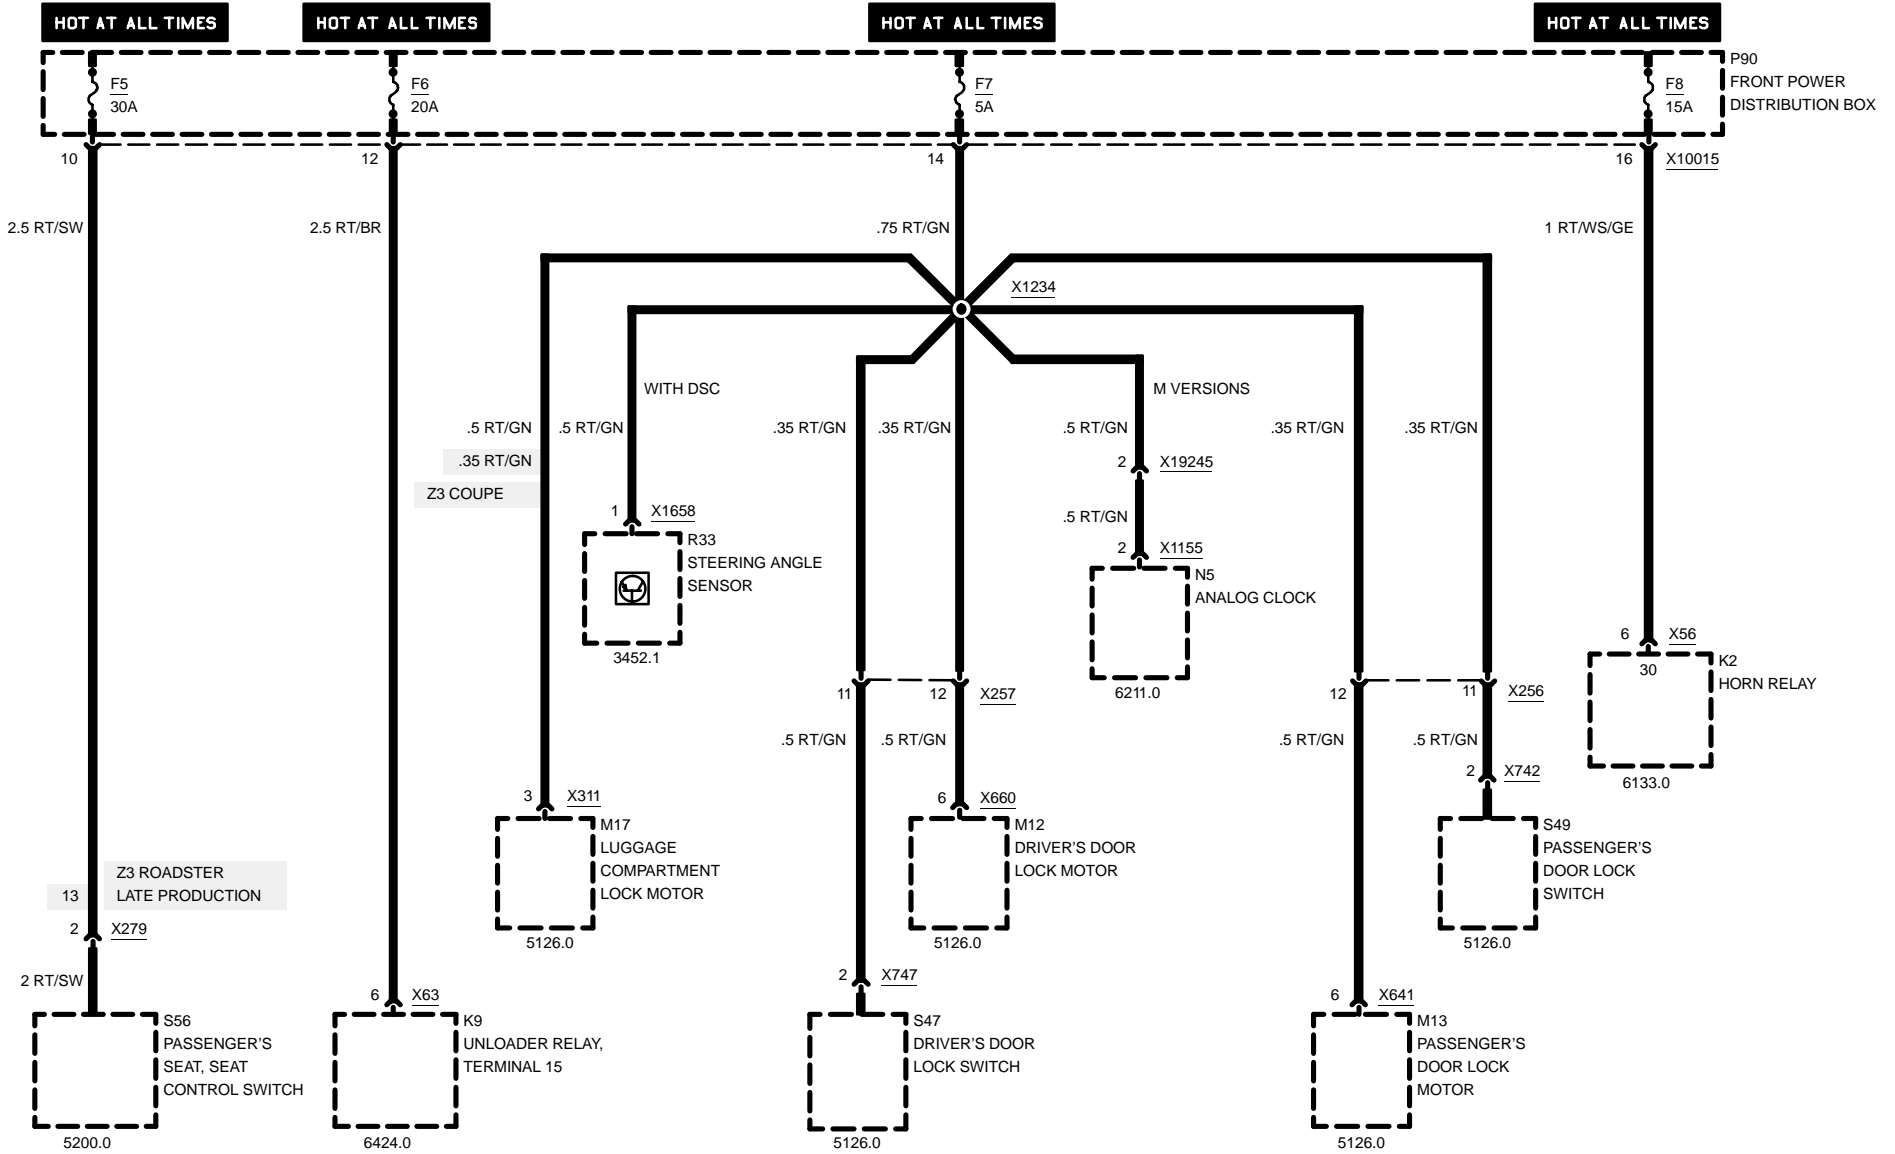 HOT AT ALL TIMES
HOT AT ALL TIMES
HOT AT ALL TIMES
HOT AT ALL TIMES
P90
FRONT POWER
DISTRIBUTION BOX
F5
30A
F6
20A
F7
5A
F8
15A
10
12
14
16
X10015
2.5 RT/SW
2.5 RT/BR
.75 RT/GN
1 RT/WS/GE
X1234
WITH DSC
M VERSIONS
.5 RT/GN
.5 RT/GN
.35 RT/GN
.35 RT/GN
.5 RT/GN
.35 RT/GN
.35 RT/GN
.35 RT/GN
Z3 COUPE
2
X19245
.5 RT/GN
1
X1658
R33
STEERING ANGLE
SENSOR
3452.1
2
X1155
N5
ANALOG CLOCK
6211.0
6
X56
30
K2
HORN RELAY
6133.0
11
12
X257
12
11
X256
.5 RT/GN
.5 RT/GN
.5 RT/GN
.5 RT/GN
2
X742
3
X311
M17
LUGGAGE
COMPARTMENT
LOCK MOTOR
5126.0
6
X660
M12
DRIVER'S DOOR
LOCK MOTOR
5126.0
S49
PASSENGER'S
DOOR LOCK
SWITCH
5126.0
Z3 ROADSTER
LATE PRODUCTION
13
2
X279
2 RT/SW
S56
PASSENGER'S
SEAT, SEAT
CONTROL SWITCH
5200.0
6
X63
K9
UNLOADER RELAY,
TERMINAL 15
6424.0
2
X747
S47
DRIVER'S DOOR
LOCK SWITCH
5126.0
6
X641
M13
PASSENGER'S
DOOR LOCK
MOTOR
5126.0